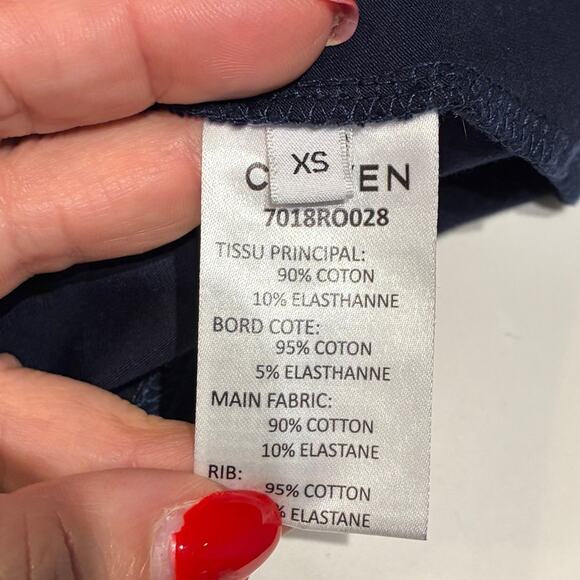 XS
7018RO028
TISSU PRINCIPAL:
90% COTON
10% ELASTHANNE
BORD COTE:
95% COTON
5% ELASTHANNE
MAIN FABRIC:
90% COTTON
10% ELASTANE
RIB:
95% COTTON
% ELASTANE